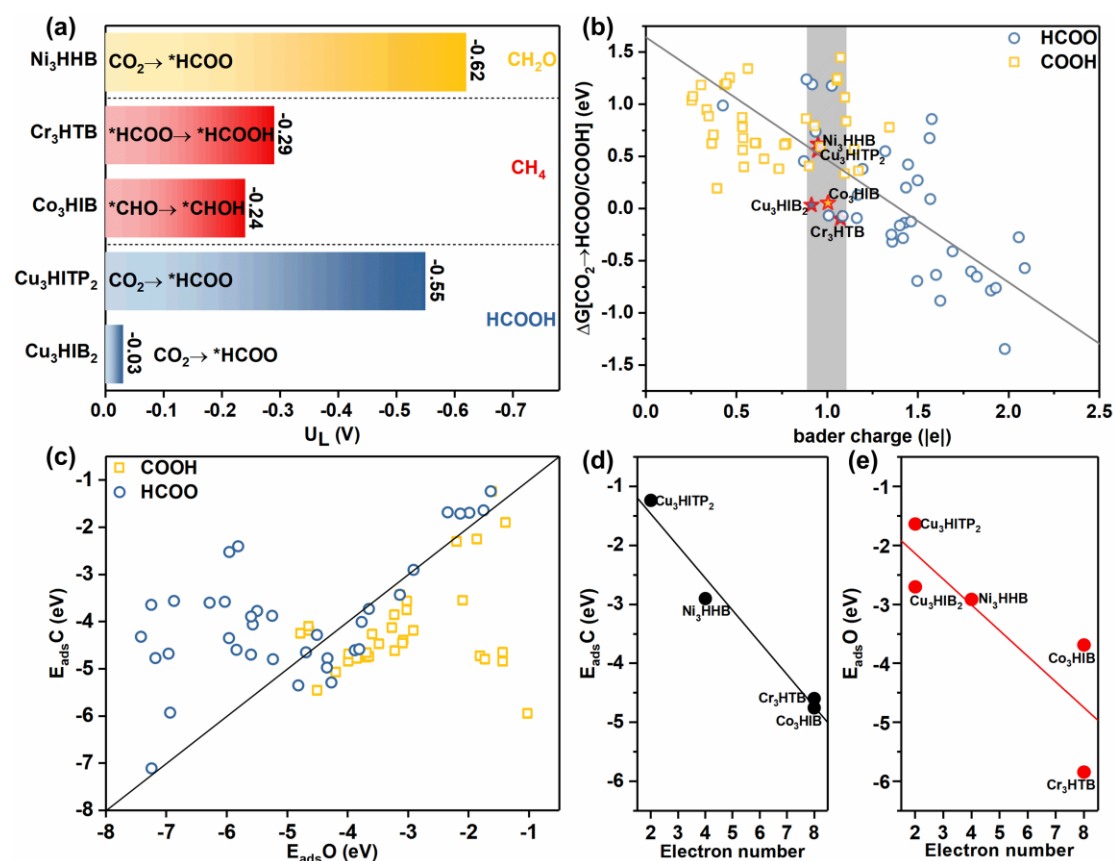 (a)
Ni₃HHB
CO₂→ *HCOO
-0.62
CH₂O
Cr₃HTB
*HCOO→ *HCOOH
-0.29
CH₄
Co₃HIB
*CHO→ *CHOH
-0.24
Cu₃HITP₂
CO₂→ *HCOO
-0.55
HCOOH
Cu₃HIB₂
-0.03
CO₂→ *HCOO
0.0 -0.1 -0.2 -0.3 -0.4 -0.5 -0.6 -0.7
U_L (V)
(b)
HCOO
COOH
ΔG[CO₂→HCOO/COOH] (eV)
1.5
1.0
0.5
0.0
-0.5
-1.0
-1.5
Ni₃HHB
Cu₃HITP₂
Co₃HIB
Cu₃HIB₂
Cr₃HTB
0.0 0.5 1.0 1.5 2.0 2.5
bader charge (|e|)
(c)
COOH
HCOO
E_adsC (eV)
-1
-2
-3
-4
-5
-6
-7
-8
-8 -7 -6 -5 -4 -3 -2 -1
E_adsO (eV)
(d)
E_adsC (eV)
-1
-2
-3
-4
-5
-6
Cu₃HITP₂
Ni₃HHB
Cr₃HTB
Co₃HIB
2 3 4 5 6 7 8
Electron number
(e)
E_adsO (eV)
-1
-2
-3
-4
-5
-6
Cu₃HITP₂
Cu₃HIB₂
Ni₃HHB
Co₃HIB
Cr₃HTB
2 3 4 5 6 7 8
Electron number